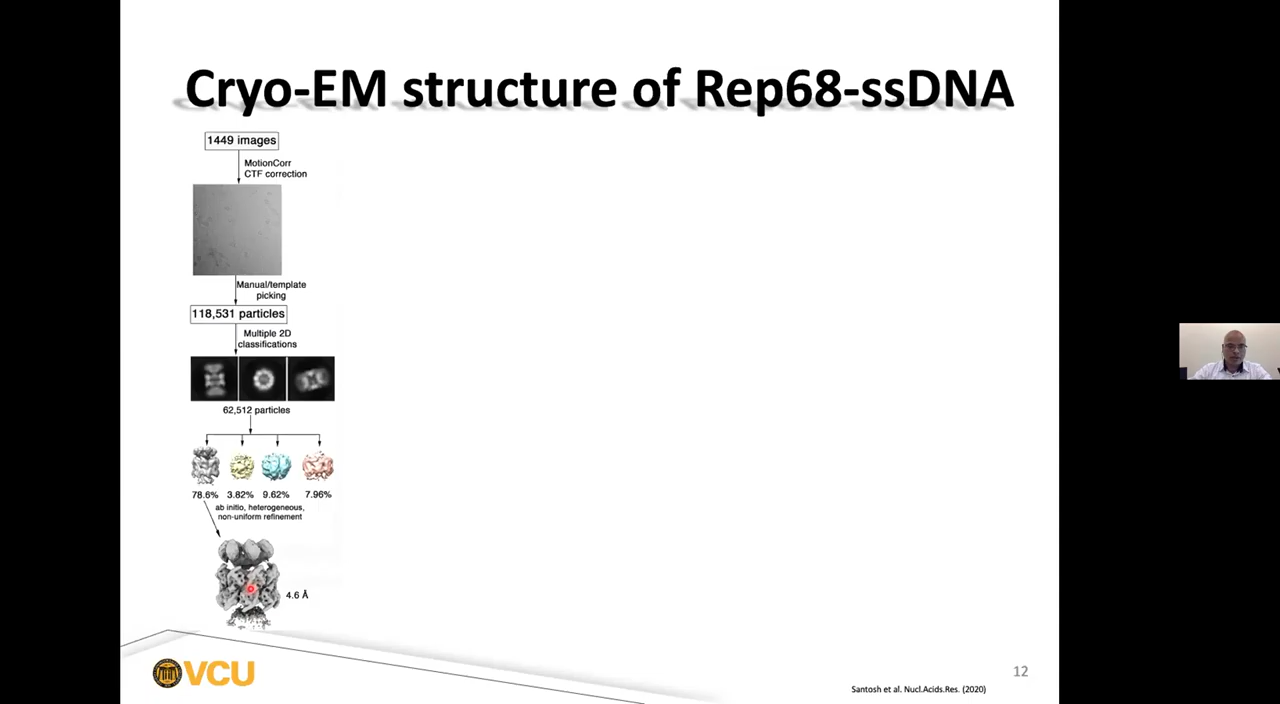 Cryo-EM structure of Rep68-ssDNA
1449 images
MotionCorr
CTF correction
Manual/template
picking
118,531 particles
Multiple 2D
classifications
62,512 particles
78.6% 3.82% 9.62% 7.96%
ab initio, heterogeneous,
non-uniform refinement
4.6 Å
VCU
12
Santosh et al. Nucl.Acids.Res. (2020)